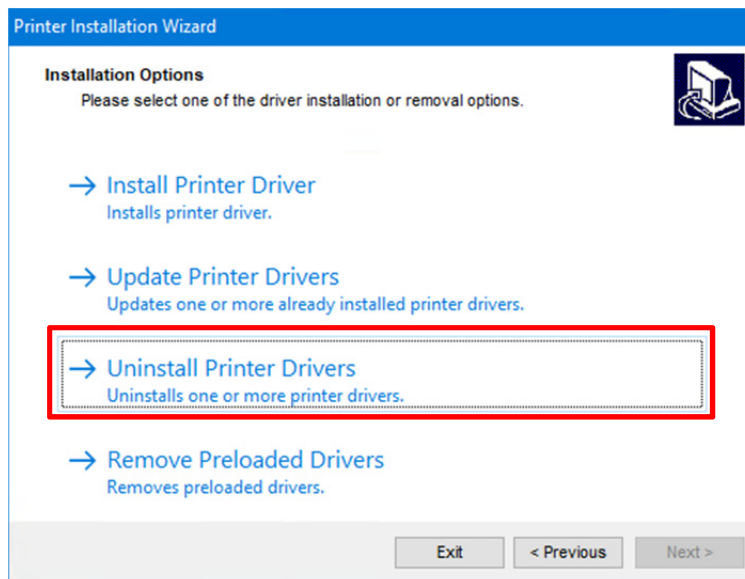 Printer Installation Wizard
Installation Options
Please select one of the driver installation or removal options.
→ Install Printer Driver
Installs printer driver.
→ Update Printer Drivers
Updates one or more already installed printer drivers.
→ Uninstall Printer Drivers
Uninstalls one or more printer drivers.
→ Remove Preloaded Drivers
Removes preloaded drivers.
Exit < Previous Next >